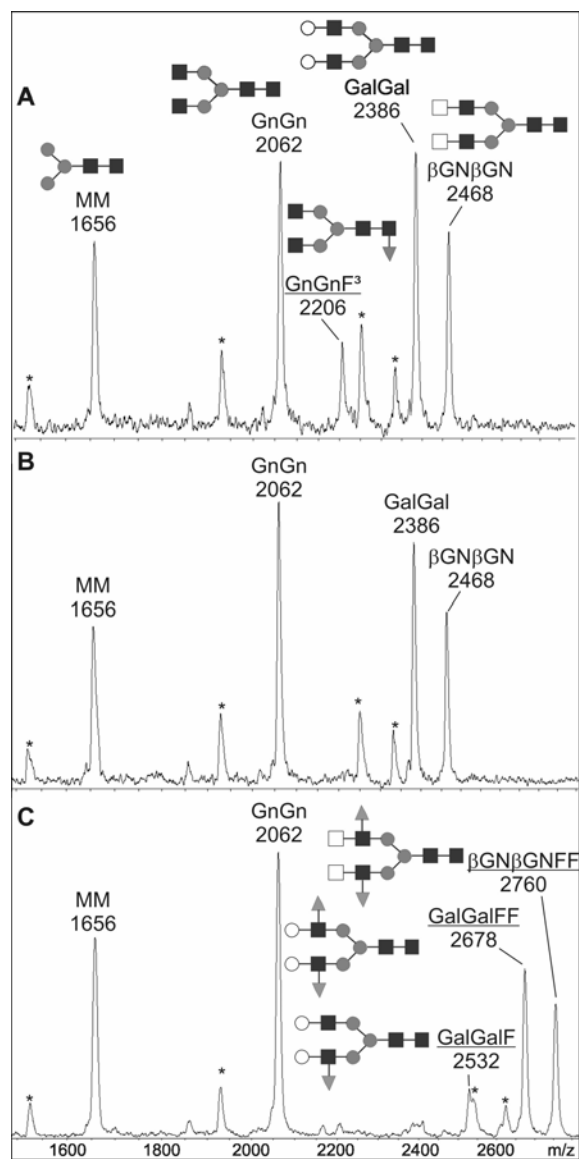 A
GalGal
2386
GnGn
2062
βGNβGN
2468
MM
1656
GnGnF³
2206
*
*
*
*
B
GnGn
2062
GalGal
2386
βGNβGN
2468
MM
1656
*
*
*
*
C
GnGn
2062
βGNβGNFF
2760
MM
1656
GalGalFF
2678
GalGalF
2532
*
*
*
*
1600 1800 2000 2200 2400 2600 m/z